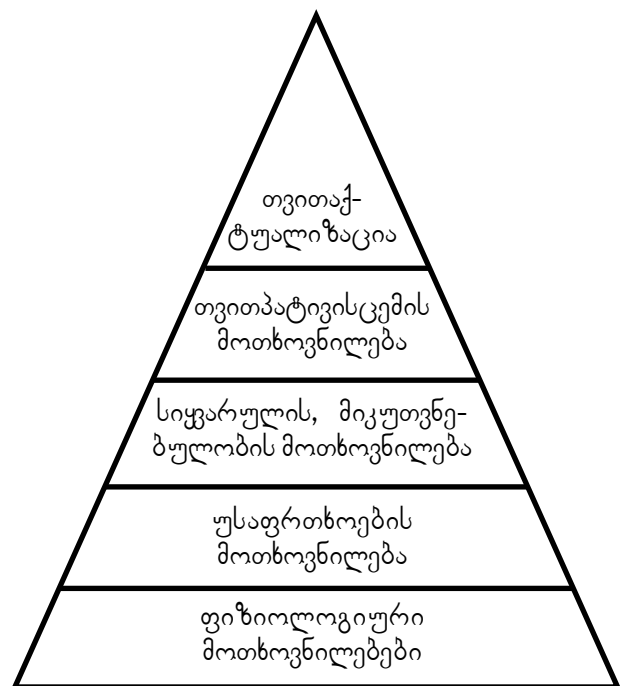 თვითაქ-
ტუალიზაცია
თვითპატივისცემის
მოთხოვნილება
სიყვარულის, მიკუთვნე-
ბულობის მოთხოვნილება
უსაფრთხოების
მოთხოვნილება
ფიზიოლოგიური
მოთხოვნილებები